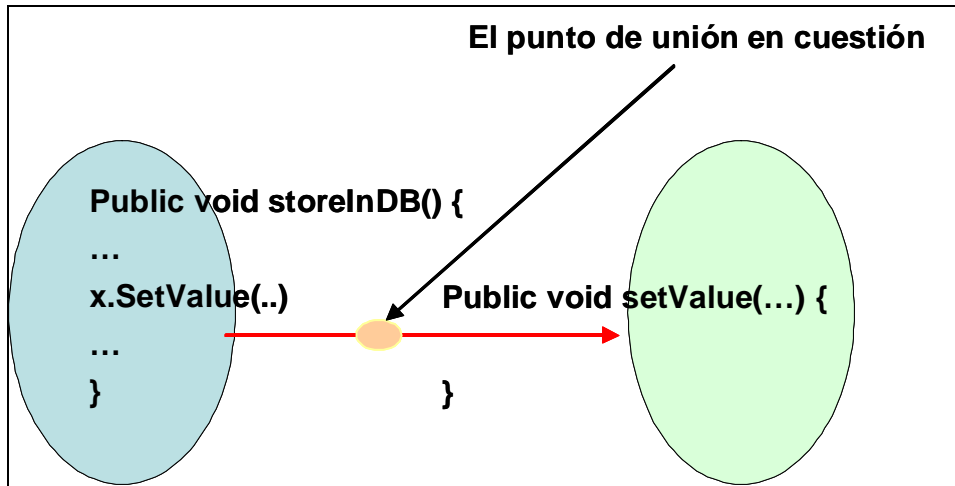 El punto de unión en cuestión
Public void storeInDB() {
…
x.SetValue(..)
…
}
Public void setValue(…) {
}